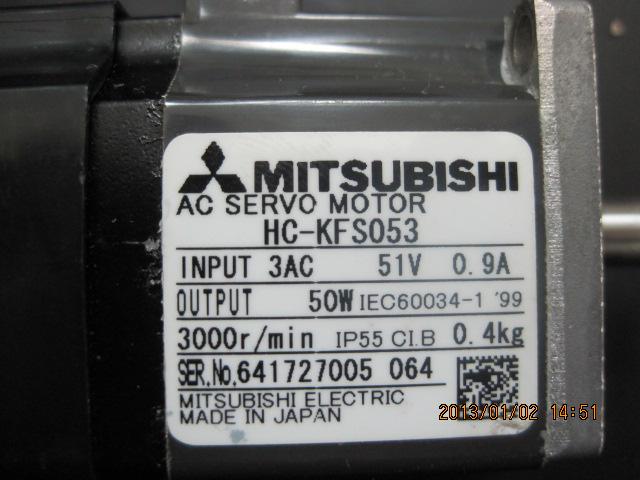 MITSUBISHI
AC SERVO MOTOR
HC-KFS053
INPUT 3AC 51V 0.9A
OUTPUT 50W IEC60034-1 '99
3000r/min IP55 CI.B 0.4kg
SER.No.641727005 064
MITSUBISHI ELECTRIC
MADE IN JAPAN
2013/01/02 14:51